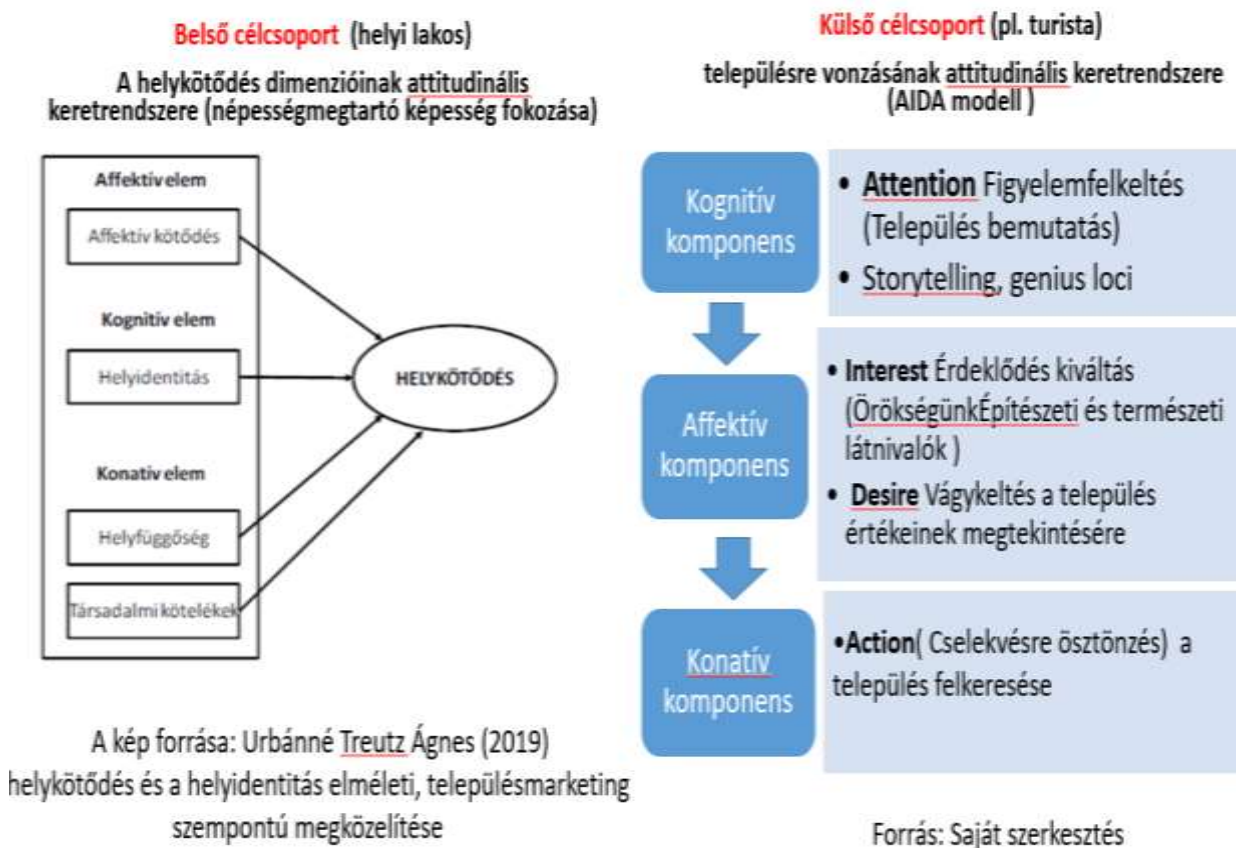 Belső célcsoport (helyi lakos)
A helykötődés dimenzióinak attitudinális
keretrendszere (népességmegtartó képesség fokozása)
Affektív elem
Affektív kötődés
Kognitív elem
Helyidentitás
Konatív elem
Helyfüggőség
Társadalmi kötelékek
HELYKÖTŐDÉS
A kép forrása: Urbánné Treutz Ágnes (2019)
helykötődés és a helyidentitás elméleti, településmarketing
szempontú megközelítése
Külső célcsoport (pl. turista)
településre vonzásának attitudinális keretrendszere
(AIDA modell )
Kognitív
komponens
• Attention Figyelemfelkeltés
(Település bemutatás)
• Storytelling, genius loci
Affektív
komponens
• Interest Érdeklődés kiváltás
(ÖrökségünkÉpítészeti és természeti
látnivalók )
• Desire Vágykeltés a település
értékeinek megtekintésére
Konatív
komponens
•Action( Cselekvésre ösztönzés) a
település felkeresése
Forrás: Saját szerkesztés